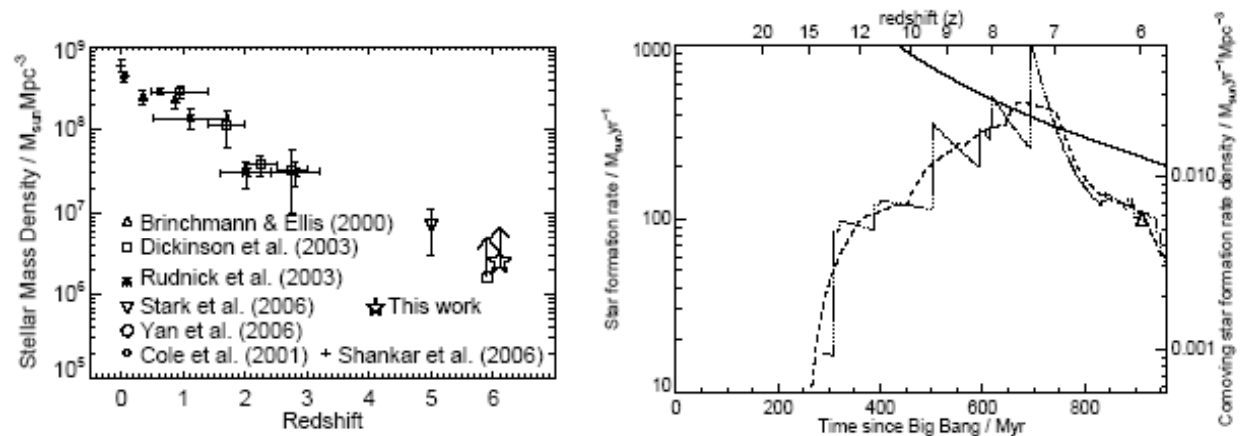 Stellar Mass Density / M_sun Mpc^-3
10^9
10^8
10^7
10^6
10^5
Brinchmann & Ellis (2000)
Dickinson et al. (2003)
Rudnick et al. (2003)
Stark et al. (2006)
This work
Yan et al. (2006)
Cole et al. (2001)
Shankar et al. (2006)
0 1 2 3 4 5 6
Redshift
redshift (z)
20 15 12 10 9 8 7 6
Star formation rate / M_sun yr^-1
1000
100
10
0 200 400 600 800
Time since Big Bang / Myr
0.010
0.001
Comoving star formation rate density / M_sun yr^-1 Mpc^-3